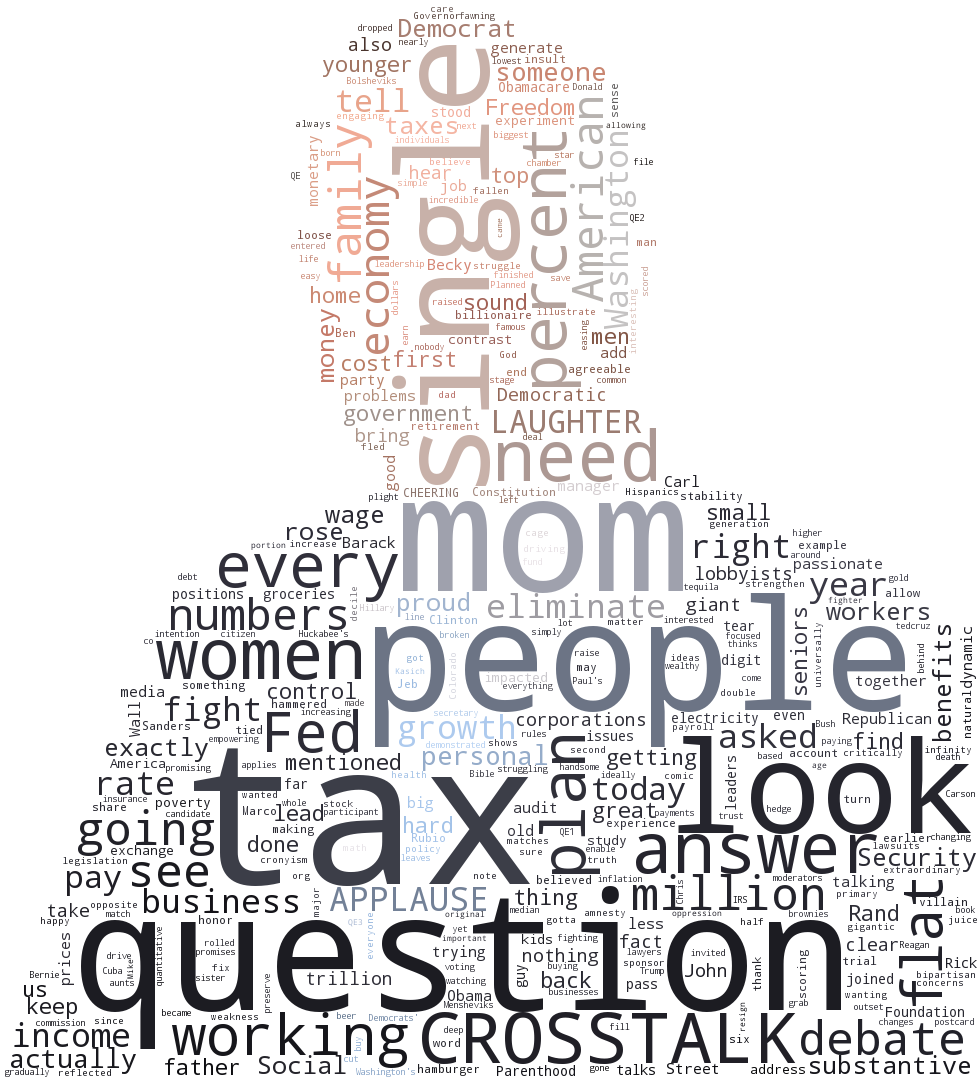 care
Governorfawning
dropped
Democrat
also
nearly
generate
lowest
insult
younger
someone
Bolsheviks
Obamacare
Donald
sense
tell
stood
Freedom
engaging
taxes
next
experiment
always
individuals
biggest
allowing
single
family
percent
American
Washington
born
believe
star
chamber
file
monetary
hear
top
QE
simple
job
fallen
incredible
economy
came
QE2
loose
entered
man
life
leadership
Becky
struggle
easy
finished
save
scored
home
dollars
Planned
raised
sound
illustrate
interesting
billionaire
money
Ben
earn
famous
contrast
easing
men
nobody
God
add
cost
first
end
agreeable
party
stage
common
problems
dad
Democratic
government
retirement
LAUGHTER
bring
deal
fled
need
good
plight
CHEERING
Constitution
manager
left
Carl
Hispanics
stability
wage
mom
small
generation
rose
cage
higher
portion
increase
Barack
driving
right
around
example
every
fund
lobbyists
passionate
debt
tequila
strengthen
year
gold
positions
groceries
decile
Hillary
proud
eliminate
giant
fighter
allow
numbers
line
Clinton
workers
co
intention
citizen
Huckabee's
broken
simply
lot
matter
interested
tear
focused
tedcruz
women
people
thinks
universally
behind
naturaldynamic
got
Kasich
Colorado
raise
ideas
digit
seniors
benefits
something
impacted
may
wealthy
come
together
media
control
Jeb
everything
Paul's
double
hammered
made
fight
Wall
increasing
secretary
corporations
electricity
even
Bush
Republican
Sanders
tied
Fed
growth
rules
issues
payroll
paying
empowering
demonstrated
shows
asked
find
exactly
mentioned
personal
second
getting
based
account
critically
infinity
America
promising
applies
Bible
struggling
handsome
age
death
rate
insurance
wanted
far
health
plan
ideally
today
comic
leaders
look
candidate
share
poverty
Marco
whole
stock
participant
big
great
payments
trust
hedge
turn
Carson
tax
lead
audit
experience
going
making
hard
old
QE1
exchange
done
Rubio
matches
study
answer
earlier
changing
lawsuits
legislation
cronyism
policy
sure
enable
moderators
Security
see
math
leaves
truth
extraordinary
pay
org
note
believed
inflation
Chris
IRS
talking
business
major
APPLAUSE
thing
million
primary
villain
take
opposite
match
honor
QE3
everyone
original
median
gotta
amnesty
oppression
half
brownies
Rand
flat
book
juice
happy
yet
less
gigantic
prices
question
rolled
important
kids
fighting
fact
lawyers
invited
clear
Reagan
drive
promises
trying
nothing
sponsor
bipartisan
Bernie
Cuba
Mike
quantitative
fix
voting
guy
buying
Trump
John
thank
trial
Rick
concerns
aunts
sister
trillion
watching
back
pass
scoring
joined
us
preserve
Obama
businesses
grab
wanting
keep
became
Mensheviks
outset
Foundation
commission
since
weakness
beer
Democrats'
resign
changes
postcard
income
working
buy
deep
CROSSTALK
fill
six
debate
word
actually
cut
gradually
reflected
father
Social
Washington's
hamburger
Parenthood
gone
talks
Street
address
substantive